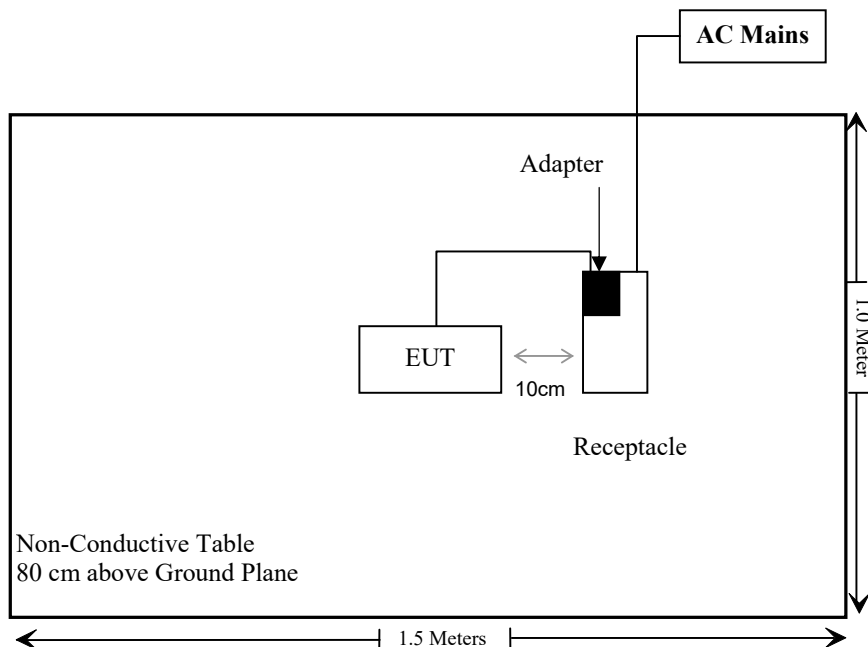 AC Mains
Adapter
EUT
10cm
1.0 Meter
Receptacle
Non-Conductive Table
80 cm above Ground Plane
1.5 Meters